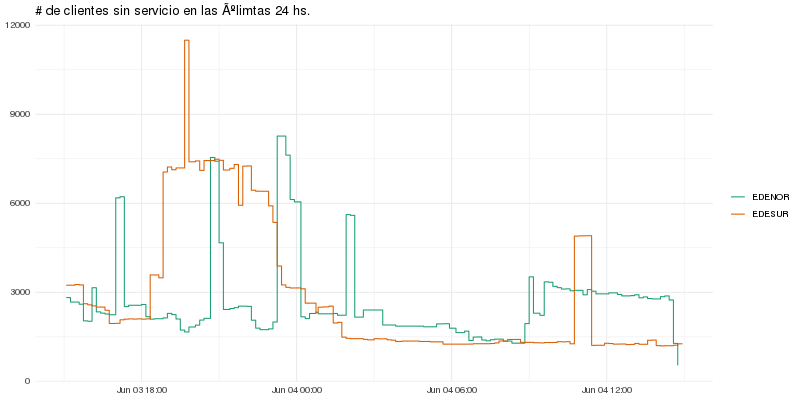 # de clientes sin servicio en las Ãºlimtas 24 hs.
12000
9000
6000
3000
0
Jun 03 18:00
Jun 04 00:00
Jun 04 06:00
Jun 04 12:00
EDENOR
EDESUR